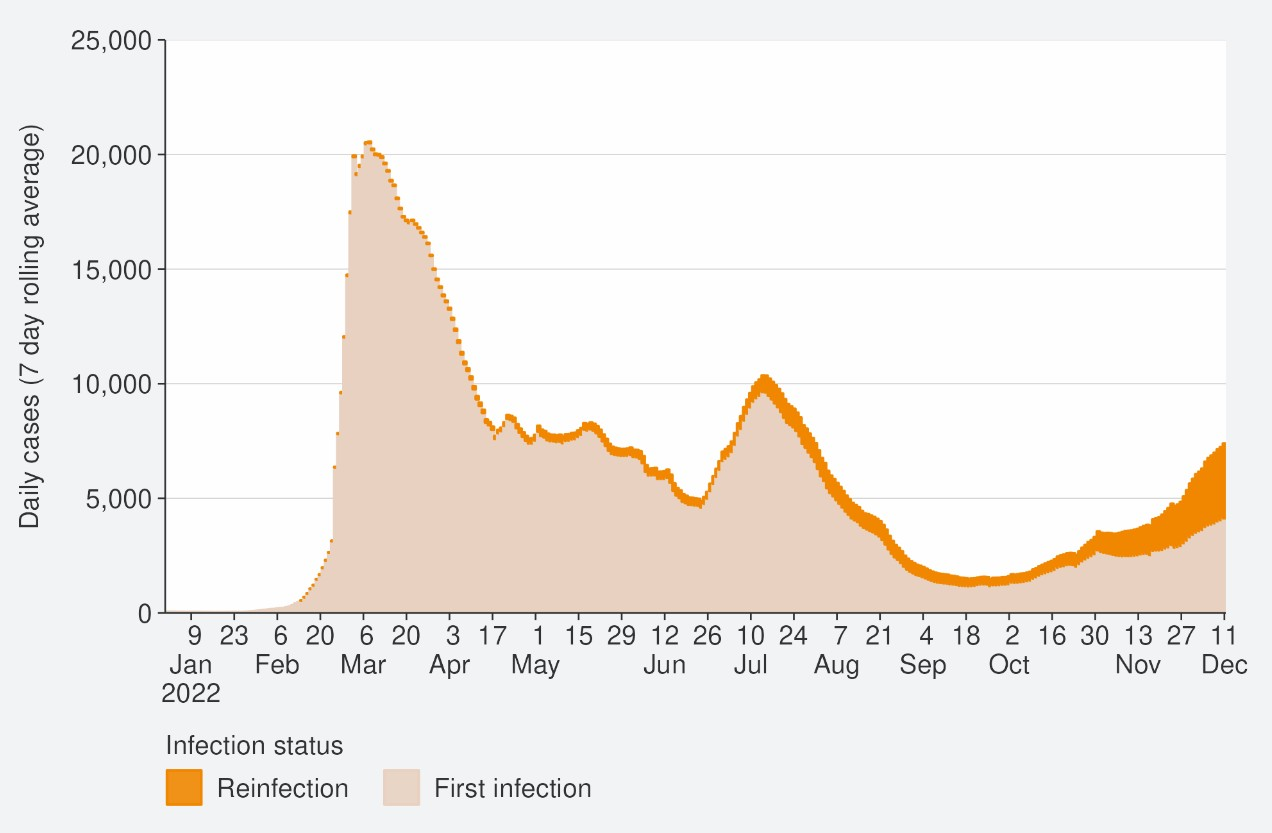 25,000
20,000
15,000
10,000
5,000
0
Daily cases (7 day rolling average)
9 23 6 20 6 20 3 17 1 15 29 12 26 10 24 7 21 4 18 2 16 30 13 27 11
Jan Feb Mar Apr May Jun Jul Aug Sep Oct Nov Dec
2022
Infection status
Reinfection First infection